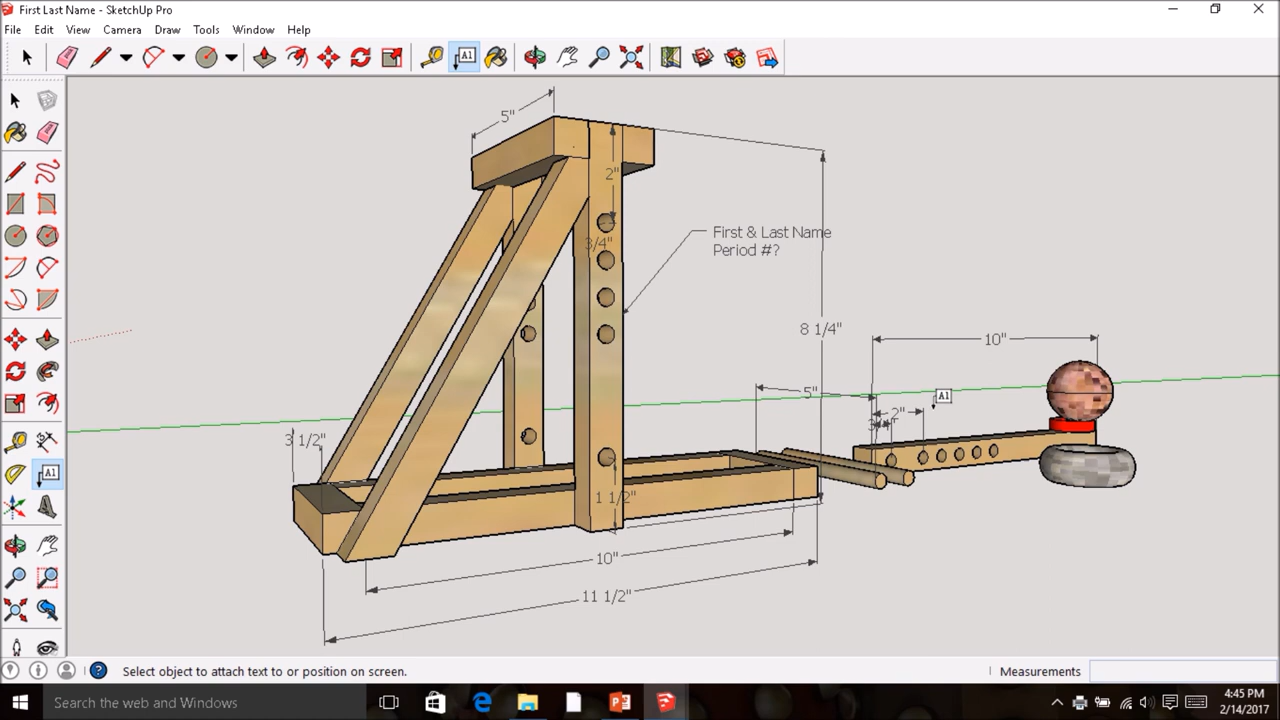 First Last Name - SketchUp Pro
File Edit View Camera Draw Tools Window Help
A1
5"
2"
3/4"
First & Last Name
Period #?
8 1/4"
10"
5"
A1
2"
3 1/2"
A1
1 1/2"
10"
11 1/2"
Select object to attach text to or position on screen.
Measurements
Search the web and Windows
4:45 PM
2/14/2017